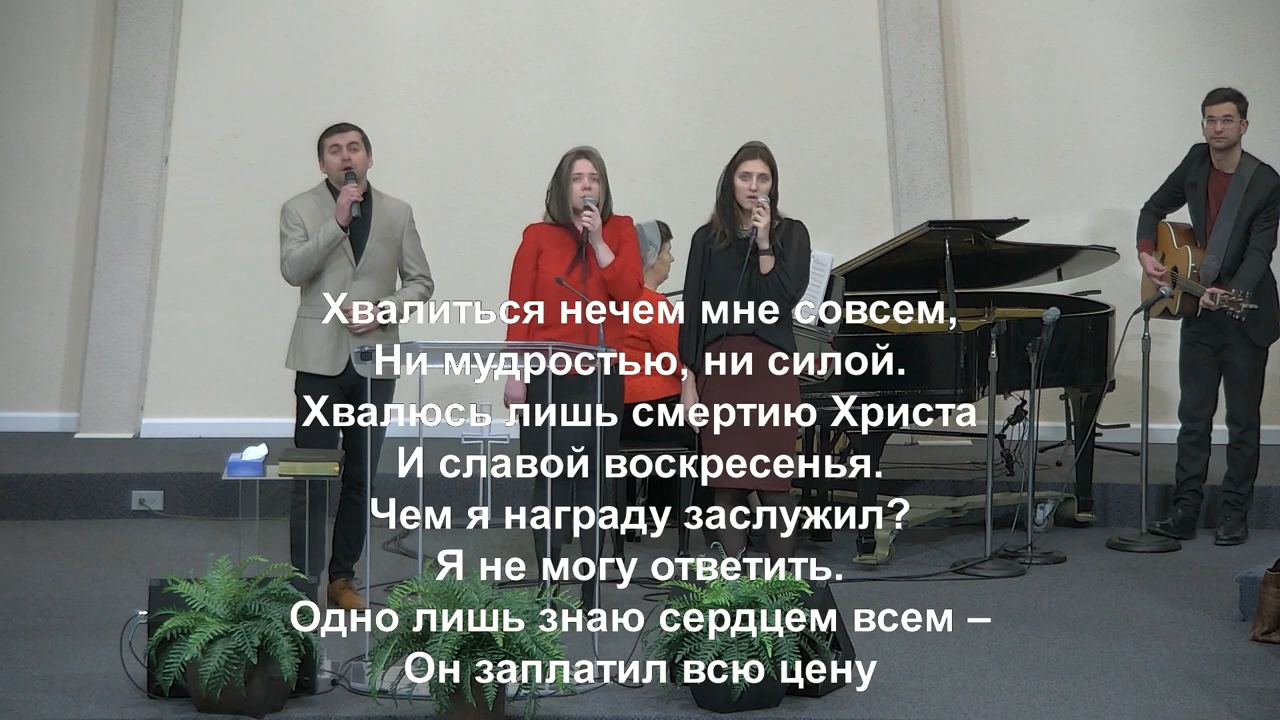 Хвалиться нечем мне совсем,
Ни мудростью, ни силой.
Хвалюсь лишь смертию Христа
И славой воскресенья.
Чем я награду заслужил?
Я не могу ответить.
Одно лишь знаю сердцем всем –
Он заплатил всю цену